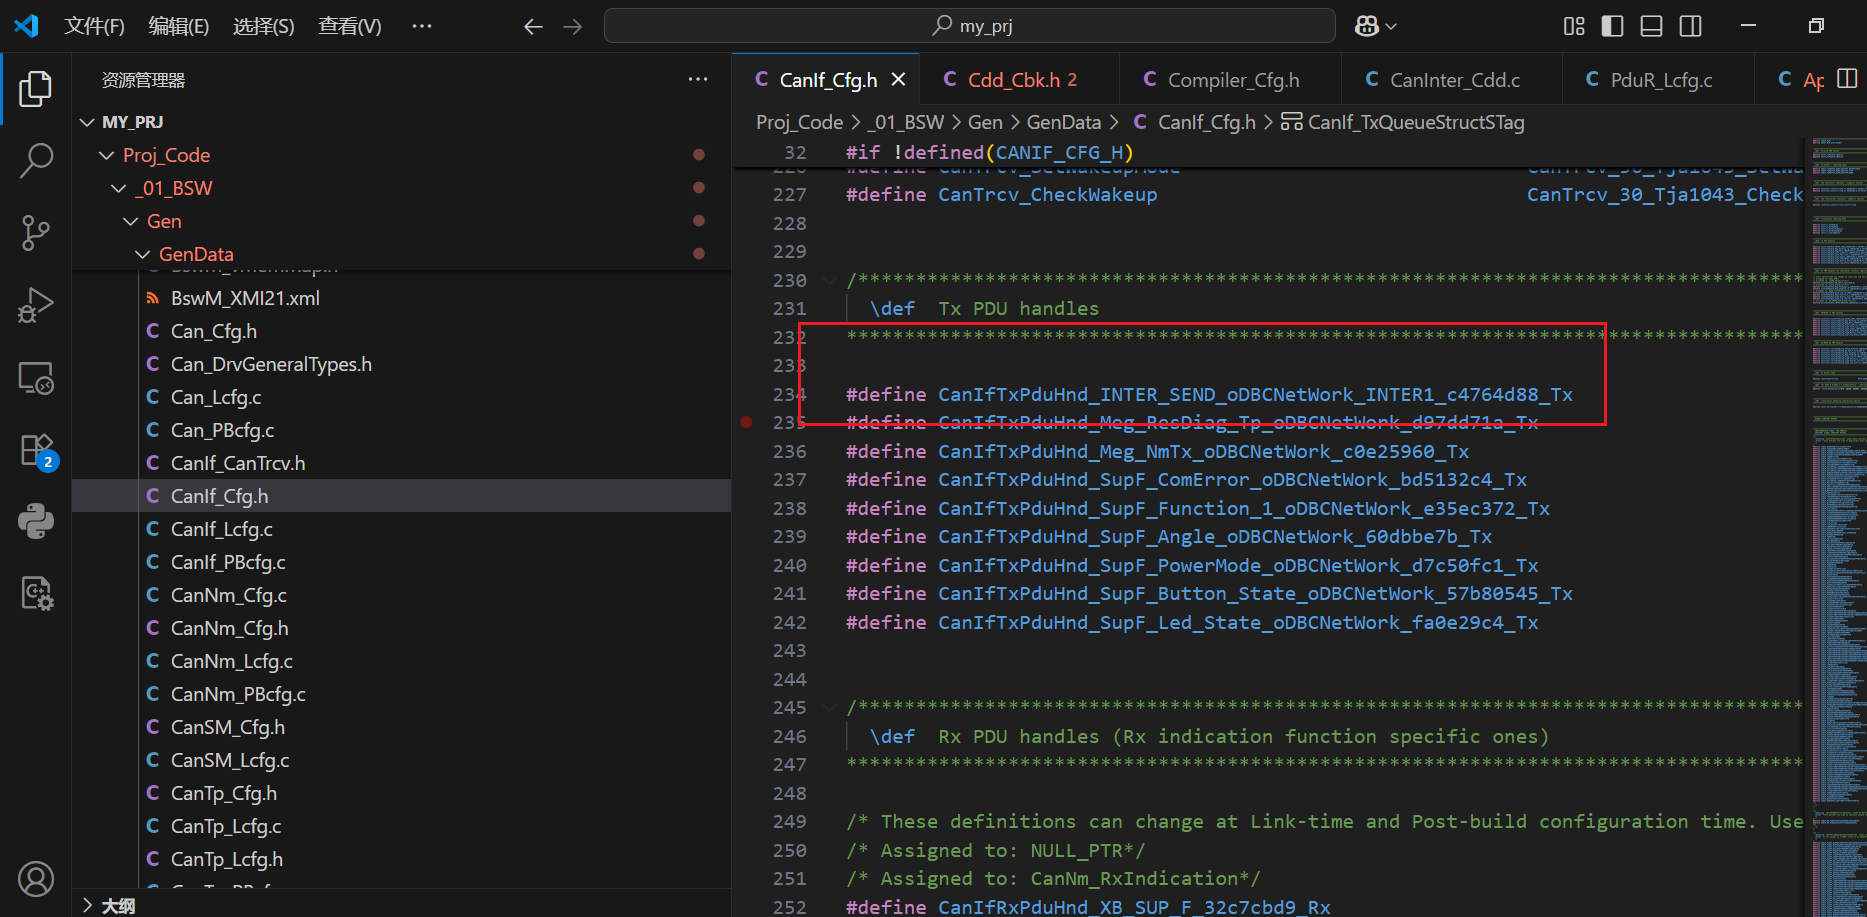 文件(F) 编辑(E) 选择(S) 查看(V) ··· my_prj
资源管理器 ···
MY_PRJ
Proj_Code
_01_BSW
Gen
GenData
BswM_XMI21.xml
C Can_Cfg.h
C Can_DrvGeneralTypes.h
C Can_Lcfg.c
C Can_PBcfg.c
C CanIf_CanTrcv.h
C CanIf_Cfg.h
C CanIf_Lcfg.c
C CanIf_PBcfg.c
C CanNm_Cfg.c
C CanNm_Cfg.h
C CanNm_Lcfg.c
C CanNm_PBcfg.c
C CanSM_Cfg.h
C CanSM_Lcfg.c
C CanTp_Cfg.h
C CanTp_Lcfg.c
C CanTp_Lcfg.h
大纲
2
C CanIf_Cfg.h C Cdd_Cbk.h 2 C Compiler_Cfg.h C CanInter_Cdd.c C PduR_Lcfg.c C Ap
Proj_Code > _01_BSW > Gen > GenData > C CanIf_Cfg.h > CanIf_TxQueueStructSTag
32 #if !defined(CANIF_CFG_H)
227 #define CanTrcv_CheckWakeup CanTrcv_30_Tja1043_Check
228
229
230 /***********************************************************************************
231 \def Tx PDU handles
232 ***********************************************************************************
233
234 #define CanIfTxPduHnd_INTER_SEND_oDBCNetWork_INTER1_c4764d88_Tx
235 #define CanIfTxPduHnd_Meg_ResDiag_Tp_oDBCNetWork_d97dd71a_Tx
236 #define CanIfTxPduHnd_Meg_NmTx_oDBCNetWork_c0e25960_Tx
237 #define CanIfTxPduHnd_SupF_ComError_oDBCNetWork_bd5132c4_Tx
238 #define CanIfTxPduHnd_SupF_Function_1_oDBCNetWork_e35ec372_Tx
239 #define CanIfTxPduHnd_SupF_Angle_oDBCNetWork_60dbbe7b_Tx
240 #define CanIfTxPduHnd_SupF_PowerMode_oDBCNetWork_d7c50fc1_Tx
241 #define CanIfTxPduHnd_SupF_Button_State_oDBCNetWork_57b80545_Tx
242 #define CanIfTxPduHnd_SupF_Led_State_oDBCNetWork_fa0e29c4_Tx
243
244
245 /***********************************************************************************
246 \def Rx PDU handles (Rx indication function specific ones)
247 ***********************************************************************************
248
249 /* These definitions can change at Link-time and Post-build configuration time. Use
250 /* Assigned to: NULL_PTR*/
251 /* Assigned to: CanNm_RxIndication*/
252 #define CanIfRxPduHnd_XB_SUP_F_32c7cbd9_Rx